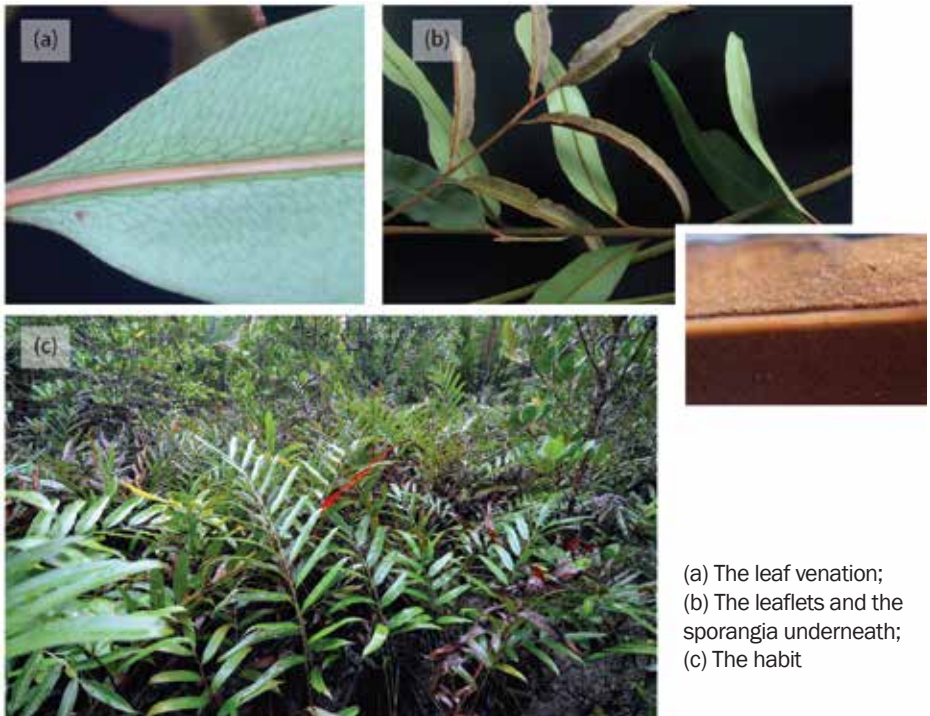 (a)
(b)
(c)
(a) The leaf venation;
(b) The leaflets and the
sporangia underneath;
(c) The habit